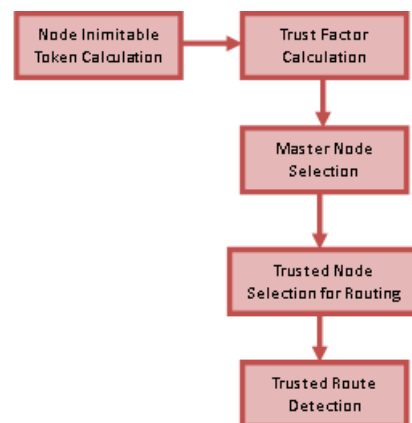 Node Inimitable
Token Calculation
Trust Factor
Calculation
Master Node
Selection
Trusted Node
Selection for Routing
Trusted Route
Detection